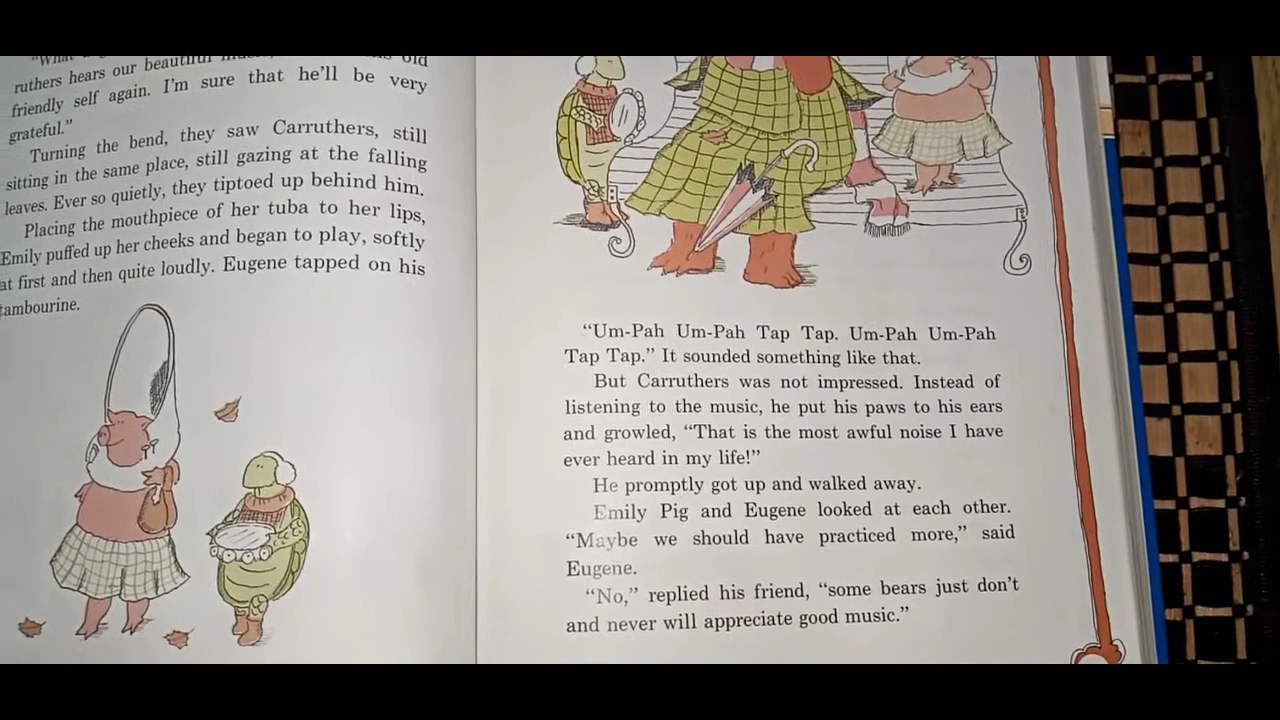 "What
old
ruthers hears our beautiful
friendly self again. I'm sure that he'll be very
grateful."
Turning the bend, they saw Carruthers, still
sitting in the same place, still gazing at the falling
leaves. Ever so quietly, they tiptoed up behind him.
Placing the mouthpiece of her tuba to her lips,
Emily puffed up her cheeks and began to play, softly
at first and then quite loudly. Eugene tapped on his
tambourine.
"Um-Pah Um-Pah Tap Tap. Um-Pah Um-Pah
Tap Tap." It sounded something like that.
But Carruthers was not impressed. Instead of
listening to the music, he put his paws to his ears
and growled, "That is the most awful noise I have
ever heard in my life!"
He promptly got up and walked away.
Emily Pig and Eugene looked at each other.
"Maybe we should have practiced more," said
Eugene.
"No," replied his friend, "some bears just don't
and never will appreciate good music."